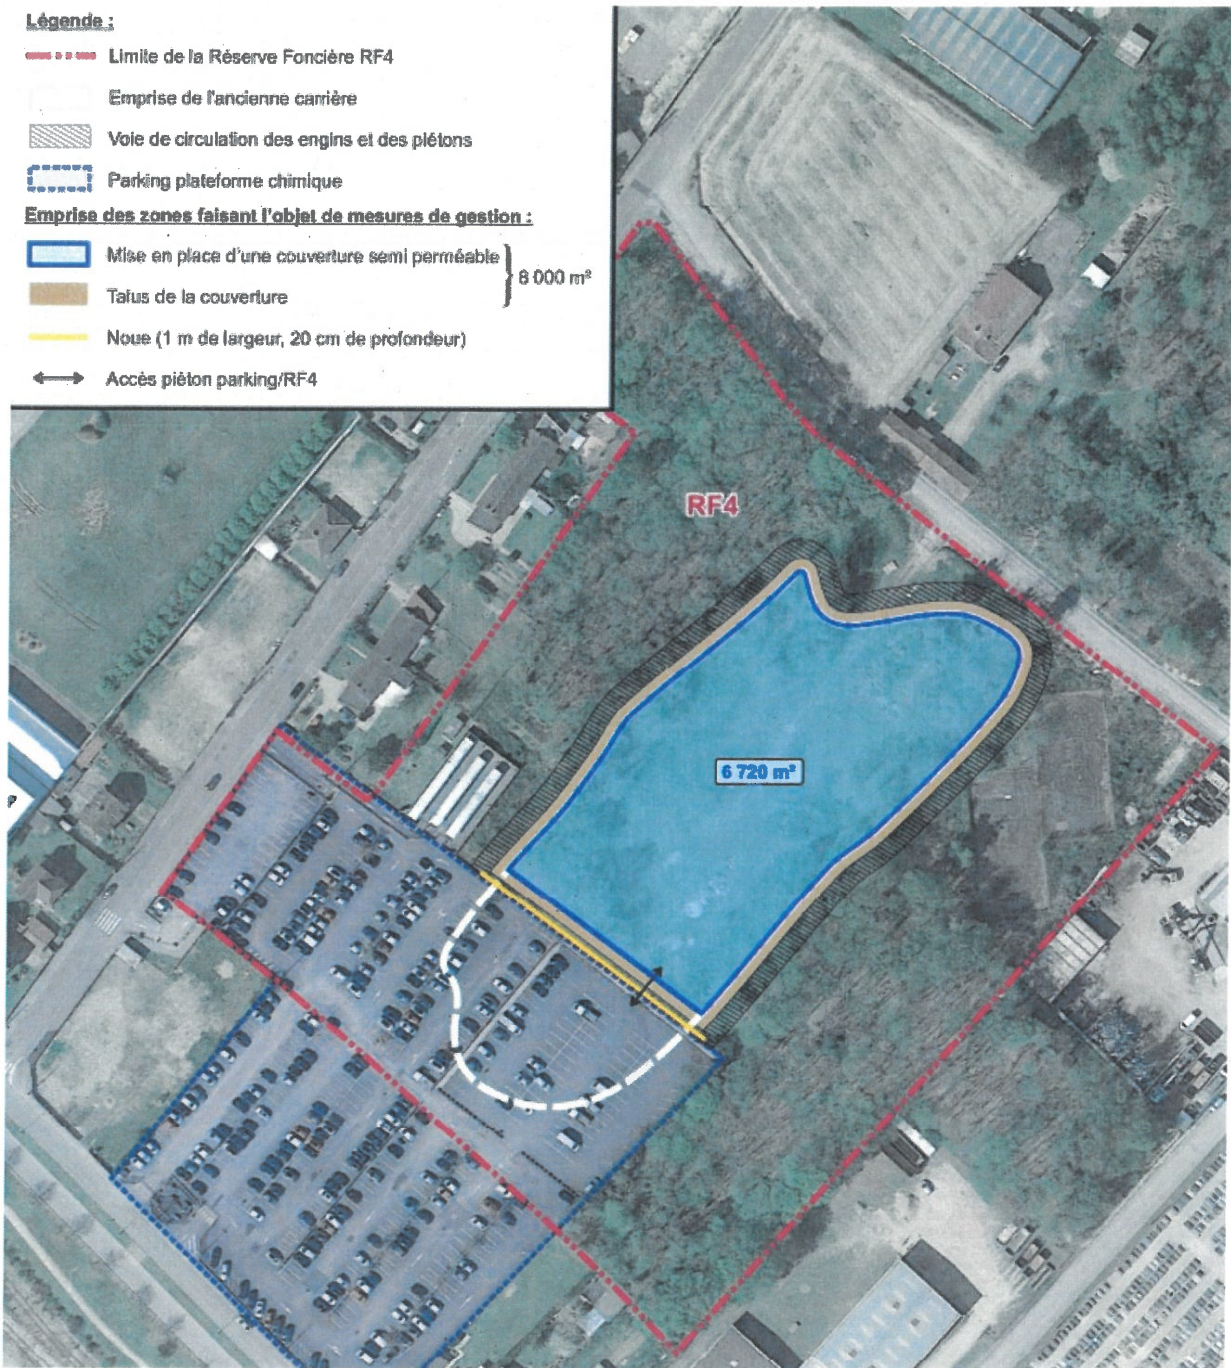 Légende :
Limite de la Réserve Foncière RF4
Emprise de l'ancienne carrière
Voie de circulation des engins et des piétons
Parking plateforme chimique
Emprise des zones faisant l'objet de mesures de gestion :
Mise en place d'une couverture semi perméable
8 000 m²
Talus de la couverture
Noue (1 m de largeur, 20 cm de profondeur)
Accès piéton parking/RF4
RF4
6 720 m²